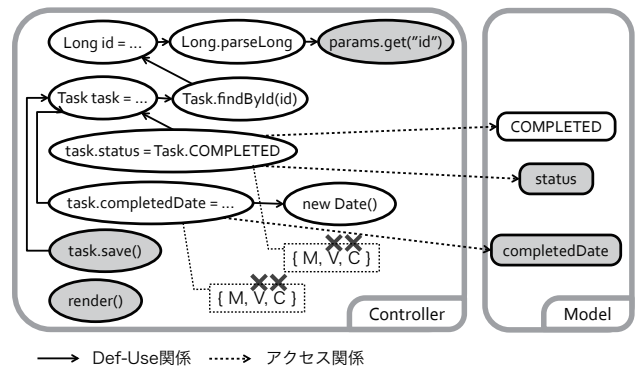 Long id = ...
Long.parseLong
params.get("id")
Task task = ...
Task.findById(id)
task.status = Task.COMPLETED
COMPLETED
status
task.completedDate = ...
new Date()
task.save()
{ M, V, C }
completedDate
render()
{ M, V, C }
Controller
Model
Def-Use関係
アクセス関係